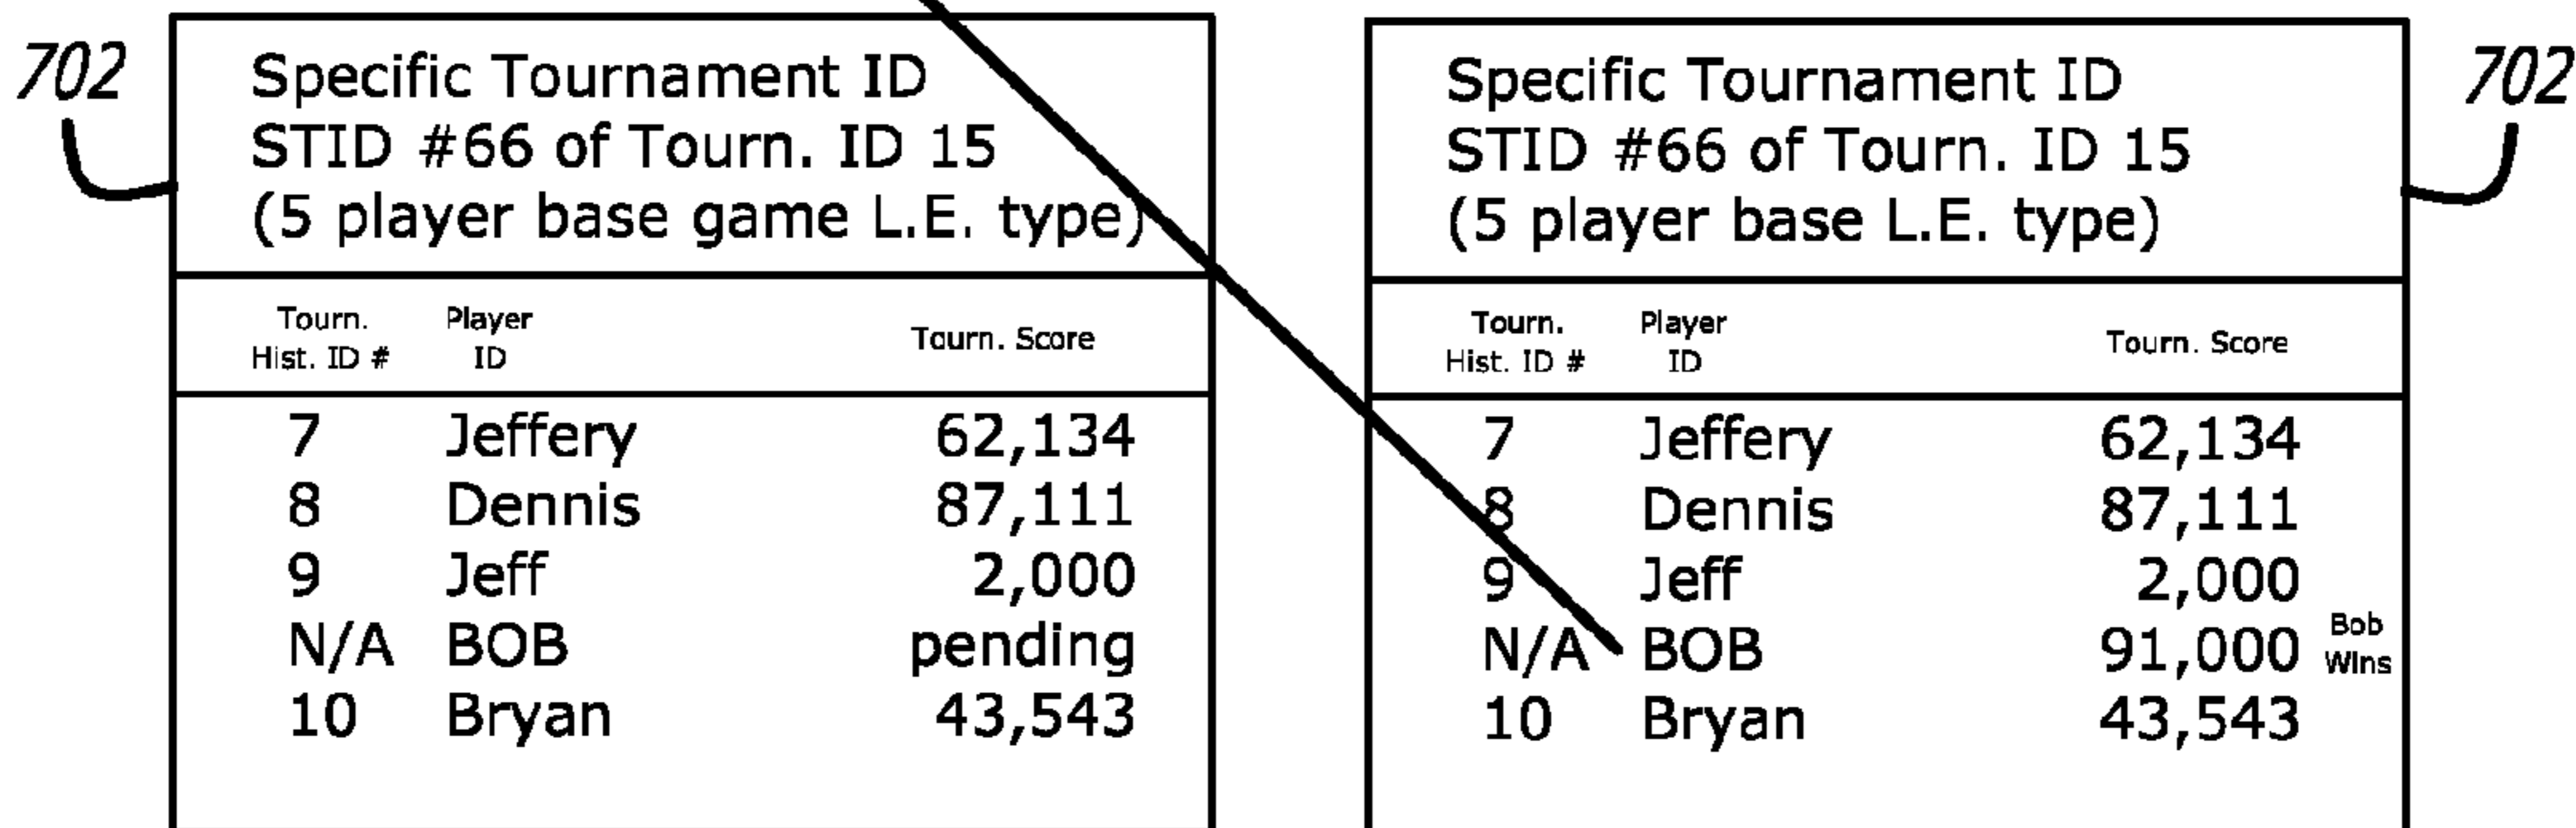 702
Specific Tournament ID
STID #66 of Tourn. ID 15
(5 player base game L.E. type)
Tourn. Hist. ID # Player ID Tourn. Score
7 Jeffery 62,134
8 Dennis 87,111
9 Jeff 2,000
N/A BOB pending
10 Bryan 43,543
702
Specific Tournament ID
STID #66 of Tourn. ID 15
(5 player base L.E. type)
Tourn. Hist. ID # Player ID Tourn. Score
7 Jeffery 62,134
8 Dennis 87,111
9 Jeff 2,000
N/A BOB 91,000 Bob Wins
10 Bryan 43,543